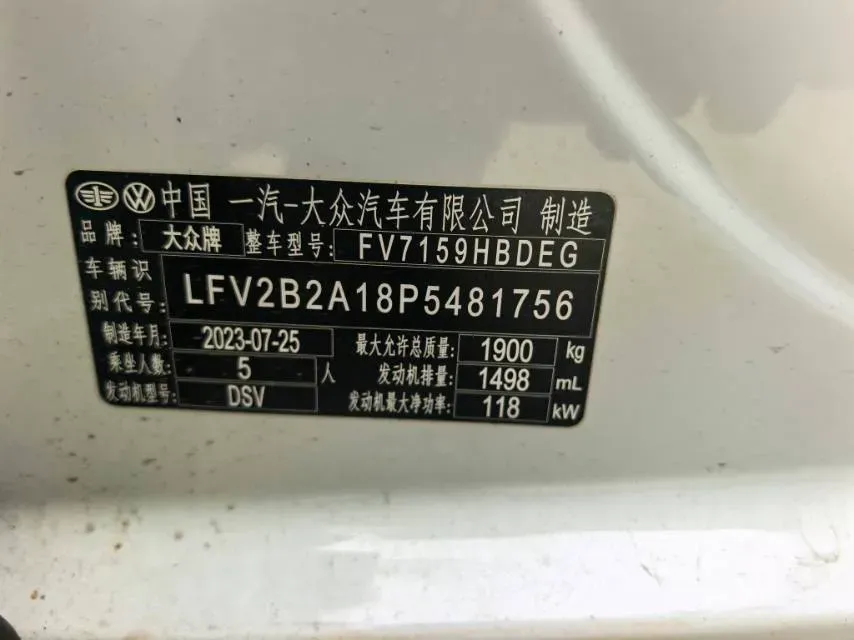 中国 一汽-大众汽车有限公司 制造
品牌: 大众牌 整车型号: FV7159HBDEG
车辆识别代号: LFV2B2A18P5481756
制造年月: 2023-07-25 最大允许总质量: 1900 kg
乘坐人数: 5 人 发动机排量: 1498 mL
发动机型号: DSV 发动机最大净功率: 118 kW